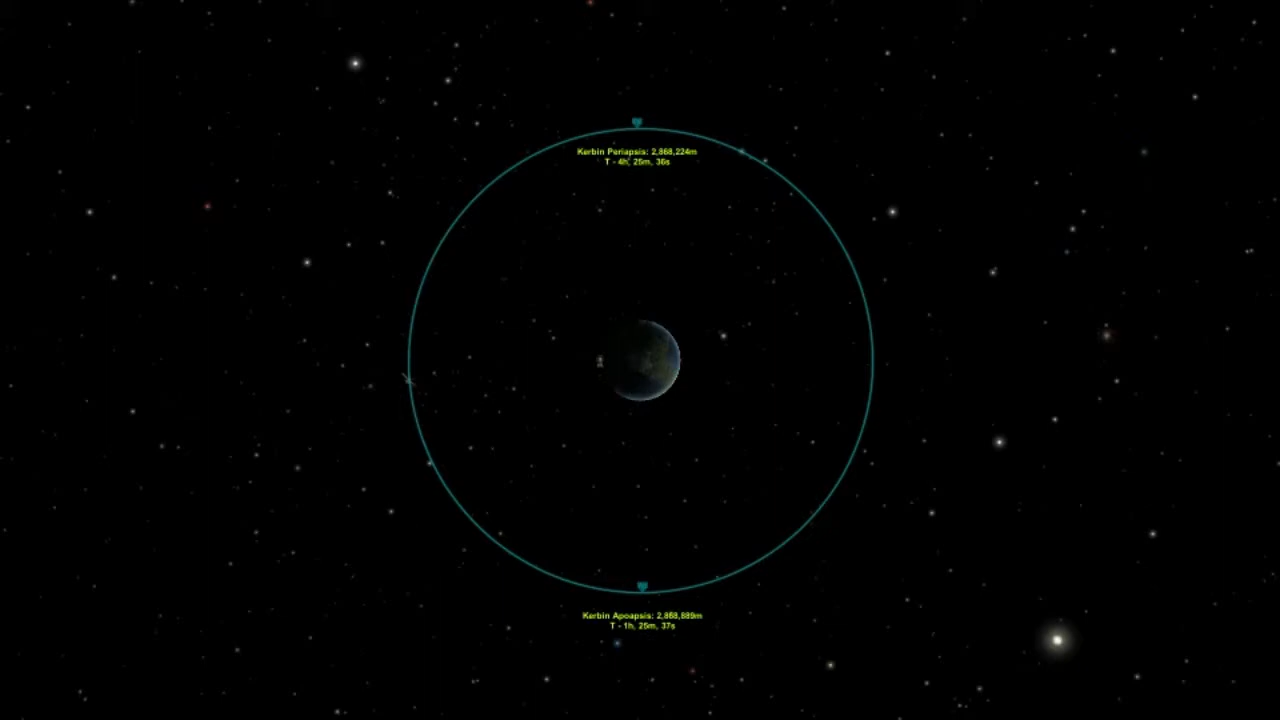 Kerbin Periapsis: 2,868,224m
T - 4h, 25m, 36s
Kerbin Apoapsis: 2,868,889m
T - 1h, 25m, 37s